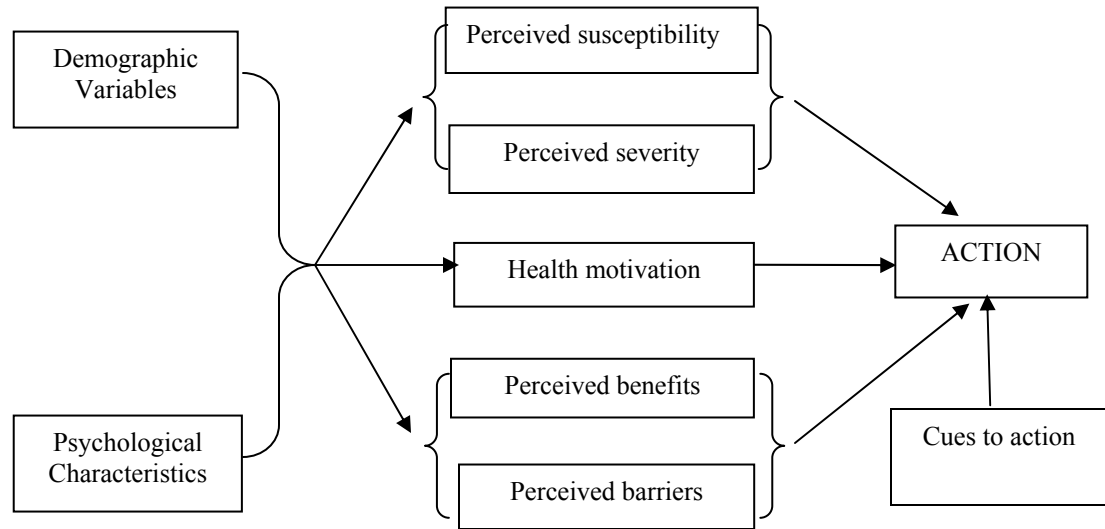 Demographic
Variables
Psychological
Characteristics
Perceived susceptibility
Perceived severity
Health motivation
Perceived benefits
Perceived barriers
ACTION
Cues to action